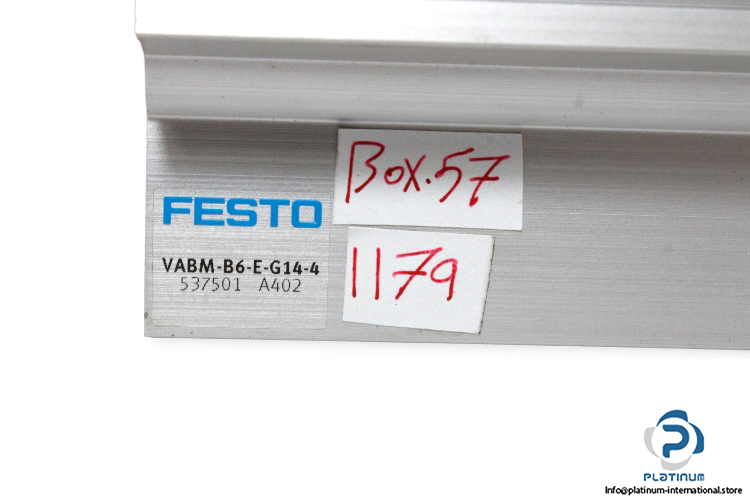 Box.57
FESTO
1179
VABM-B6-E-G14-4
537501 A402
PLATINUM
Info@platinum-international.store